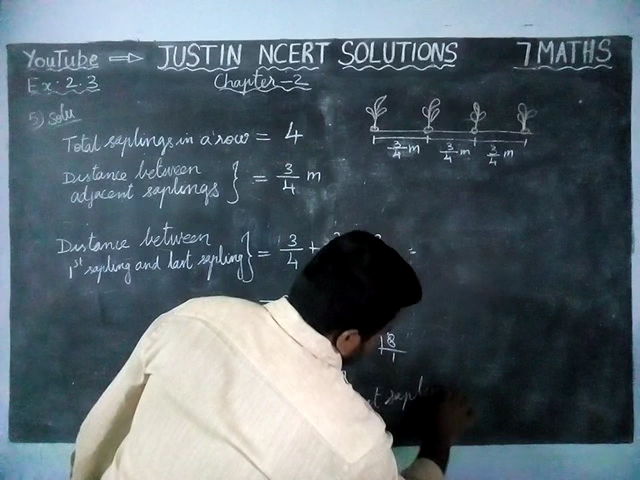 YouTube ⇒ JUSTIN NCERT SOLUTIONS 7 MATHS
Ex: 2.3 Chapter-2
5) Solu
Total saplings in a row = 4
3/4 m 3/4 m 3/4 m
Distance between
adjacent saplings } = 3/4 m
Distance between
1st sapling and last sapling } = 3/4 +